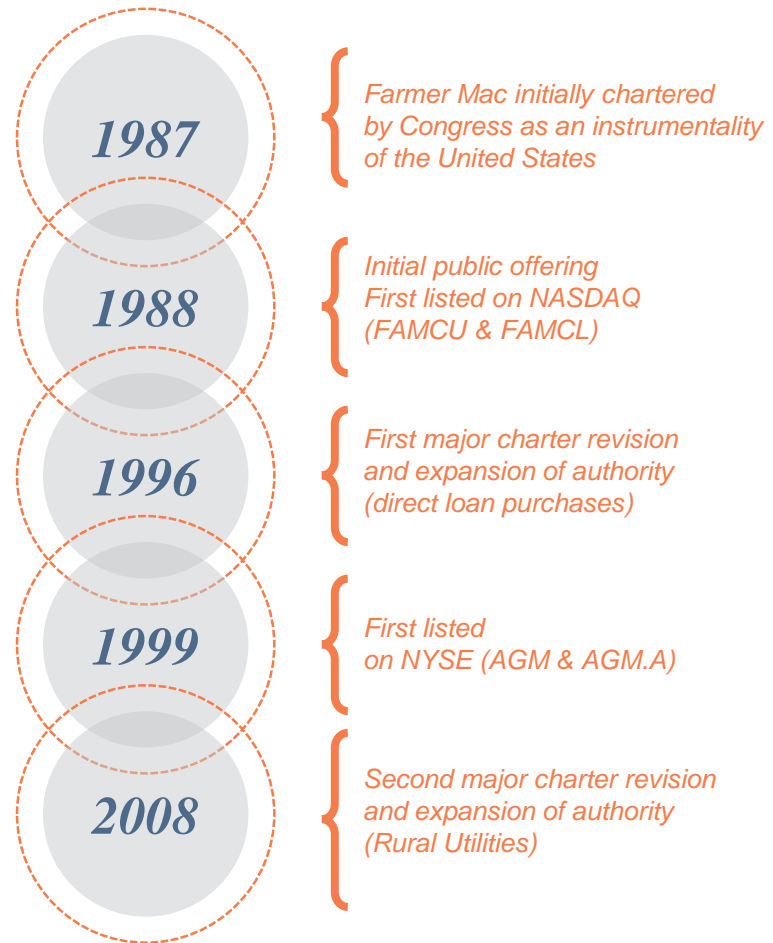 1987
Farmer Mac initially chartered
by Congress as an instrumentality
of the United States
1988
Initial public offering
First listed on NASDAQ
(FAMCU & FAMCL)
1996
First major charter revision
and expansion of authority
(direct loan purchases)
1999
First listed
on NYSE (AGM & AGM.A)
2008
Second major charter revision
and expansion of authority
(Rural Utilities)